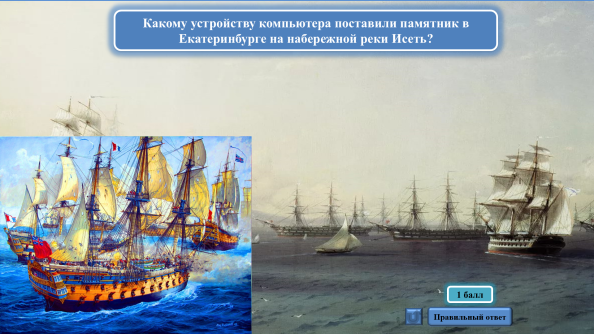 Какому устройству компьютера поставили памятник в
Екатеринбурге на набережной реки Исеть?
1 балл
Правильный ответ